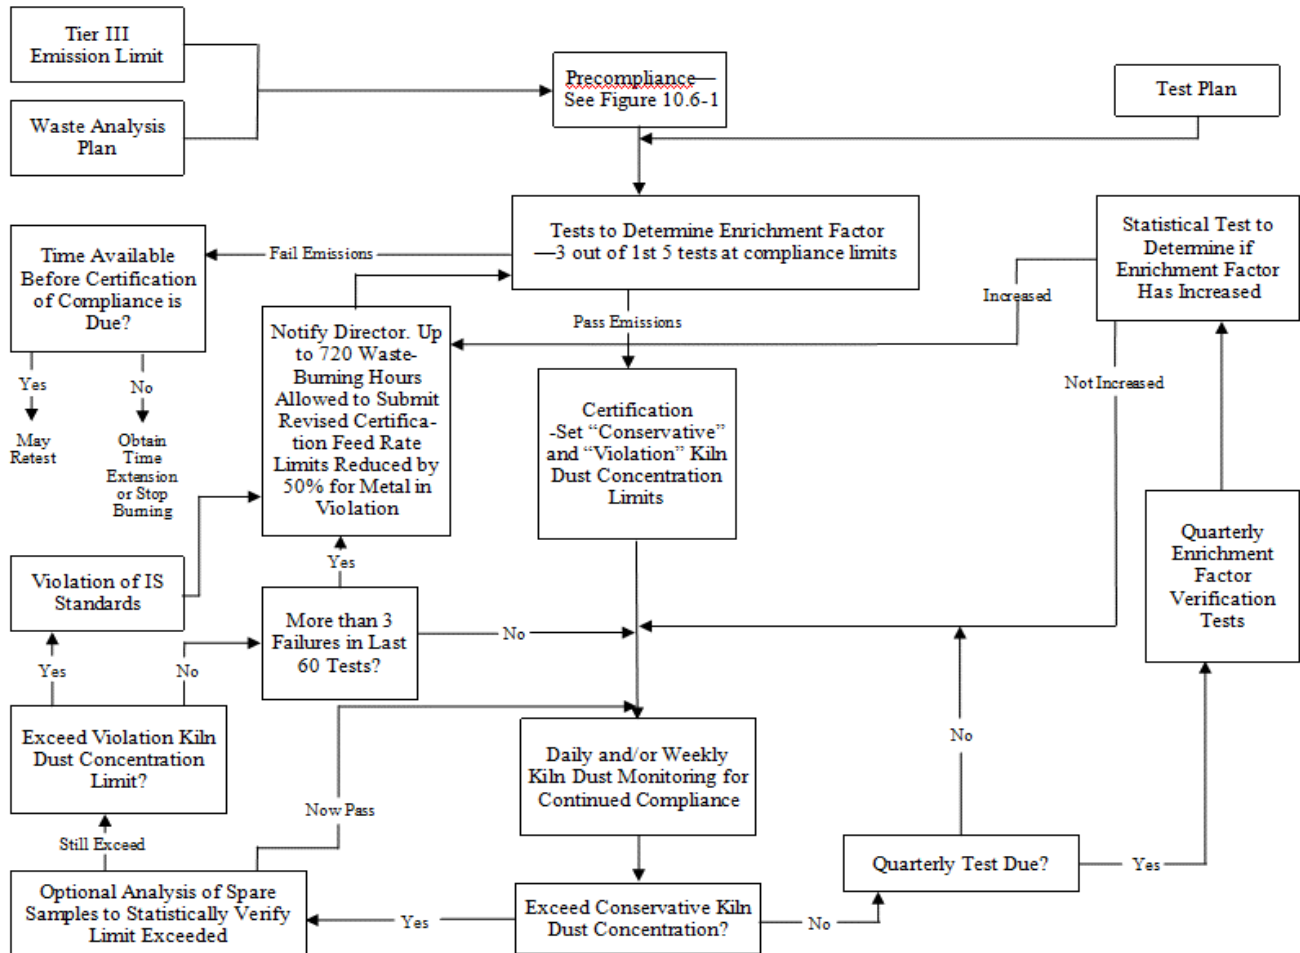 Tier III
Emission Limit
Waste Analysis
Plan
Precompliance—
See Figure 10.6-1
Test Plan
Tests to Determine Enrichment Factor
—3 out of 1st 5 tests at compliance limits
Statistical Test to
Determine if
Enrichment Factor
Has Increased
Time Available
Before Certification
of Compliance is
Due?
Fail Emissions
Pass Emissions
Increased
Not Increased
Yes
No
May
Retest
Obtain
Time
Extension
or Stop
Burning
Notify Director. Up
to 720 Waste-
Burning Hours
Allowed to Submit
Revised Certifica-
tion Feed Rate
Limits Reduced by
50% for Metal in
Violation
Certification
-Set “Conservative”
and “Violation” Kiln
Dust Concentration
Limits
Quarterly
Enrichment
Factor
Verification
Tests
Violation of IS
Standards
Yes
More than 3
Failures in Last
60 Tests?
No
Yes
No
Exceed Violation Kiln
Dust Concentration
Limit?
Daily and/or Weekly
Kiln Dust Monitoring for
Continued Compliance
No
Now Pass
Still Exceed
Quarterly Test Due?
Yes
Optional Analysis of Spare
Samples to Statistically Verify
Limit Exceeded
Yes
Exceed Conservative Kiln
Dust Concentration?
No